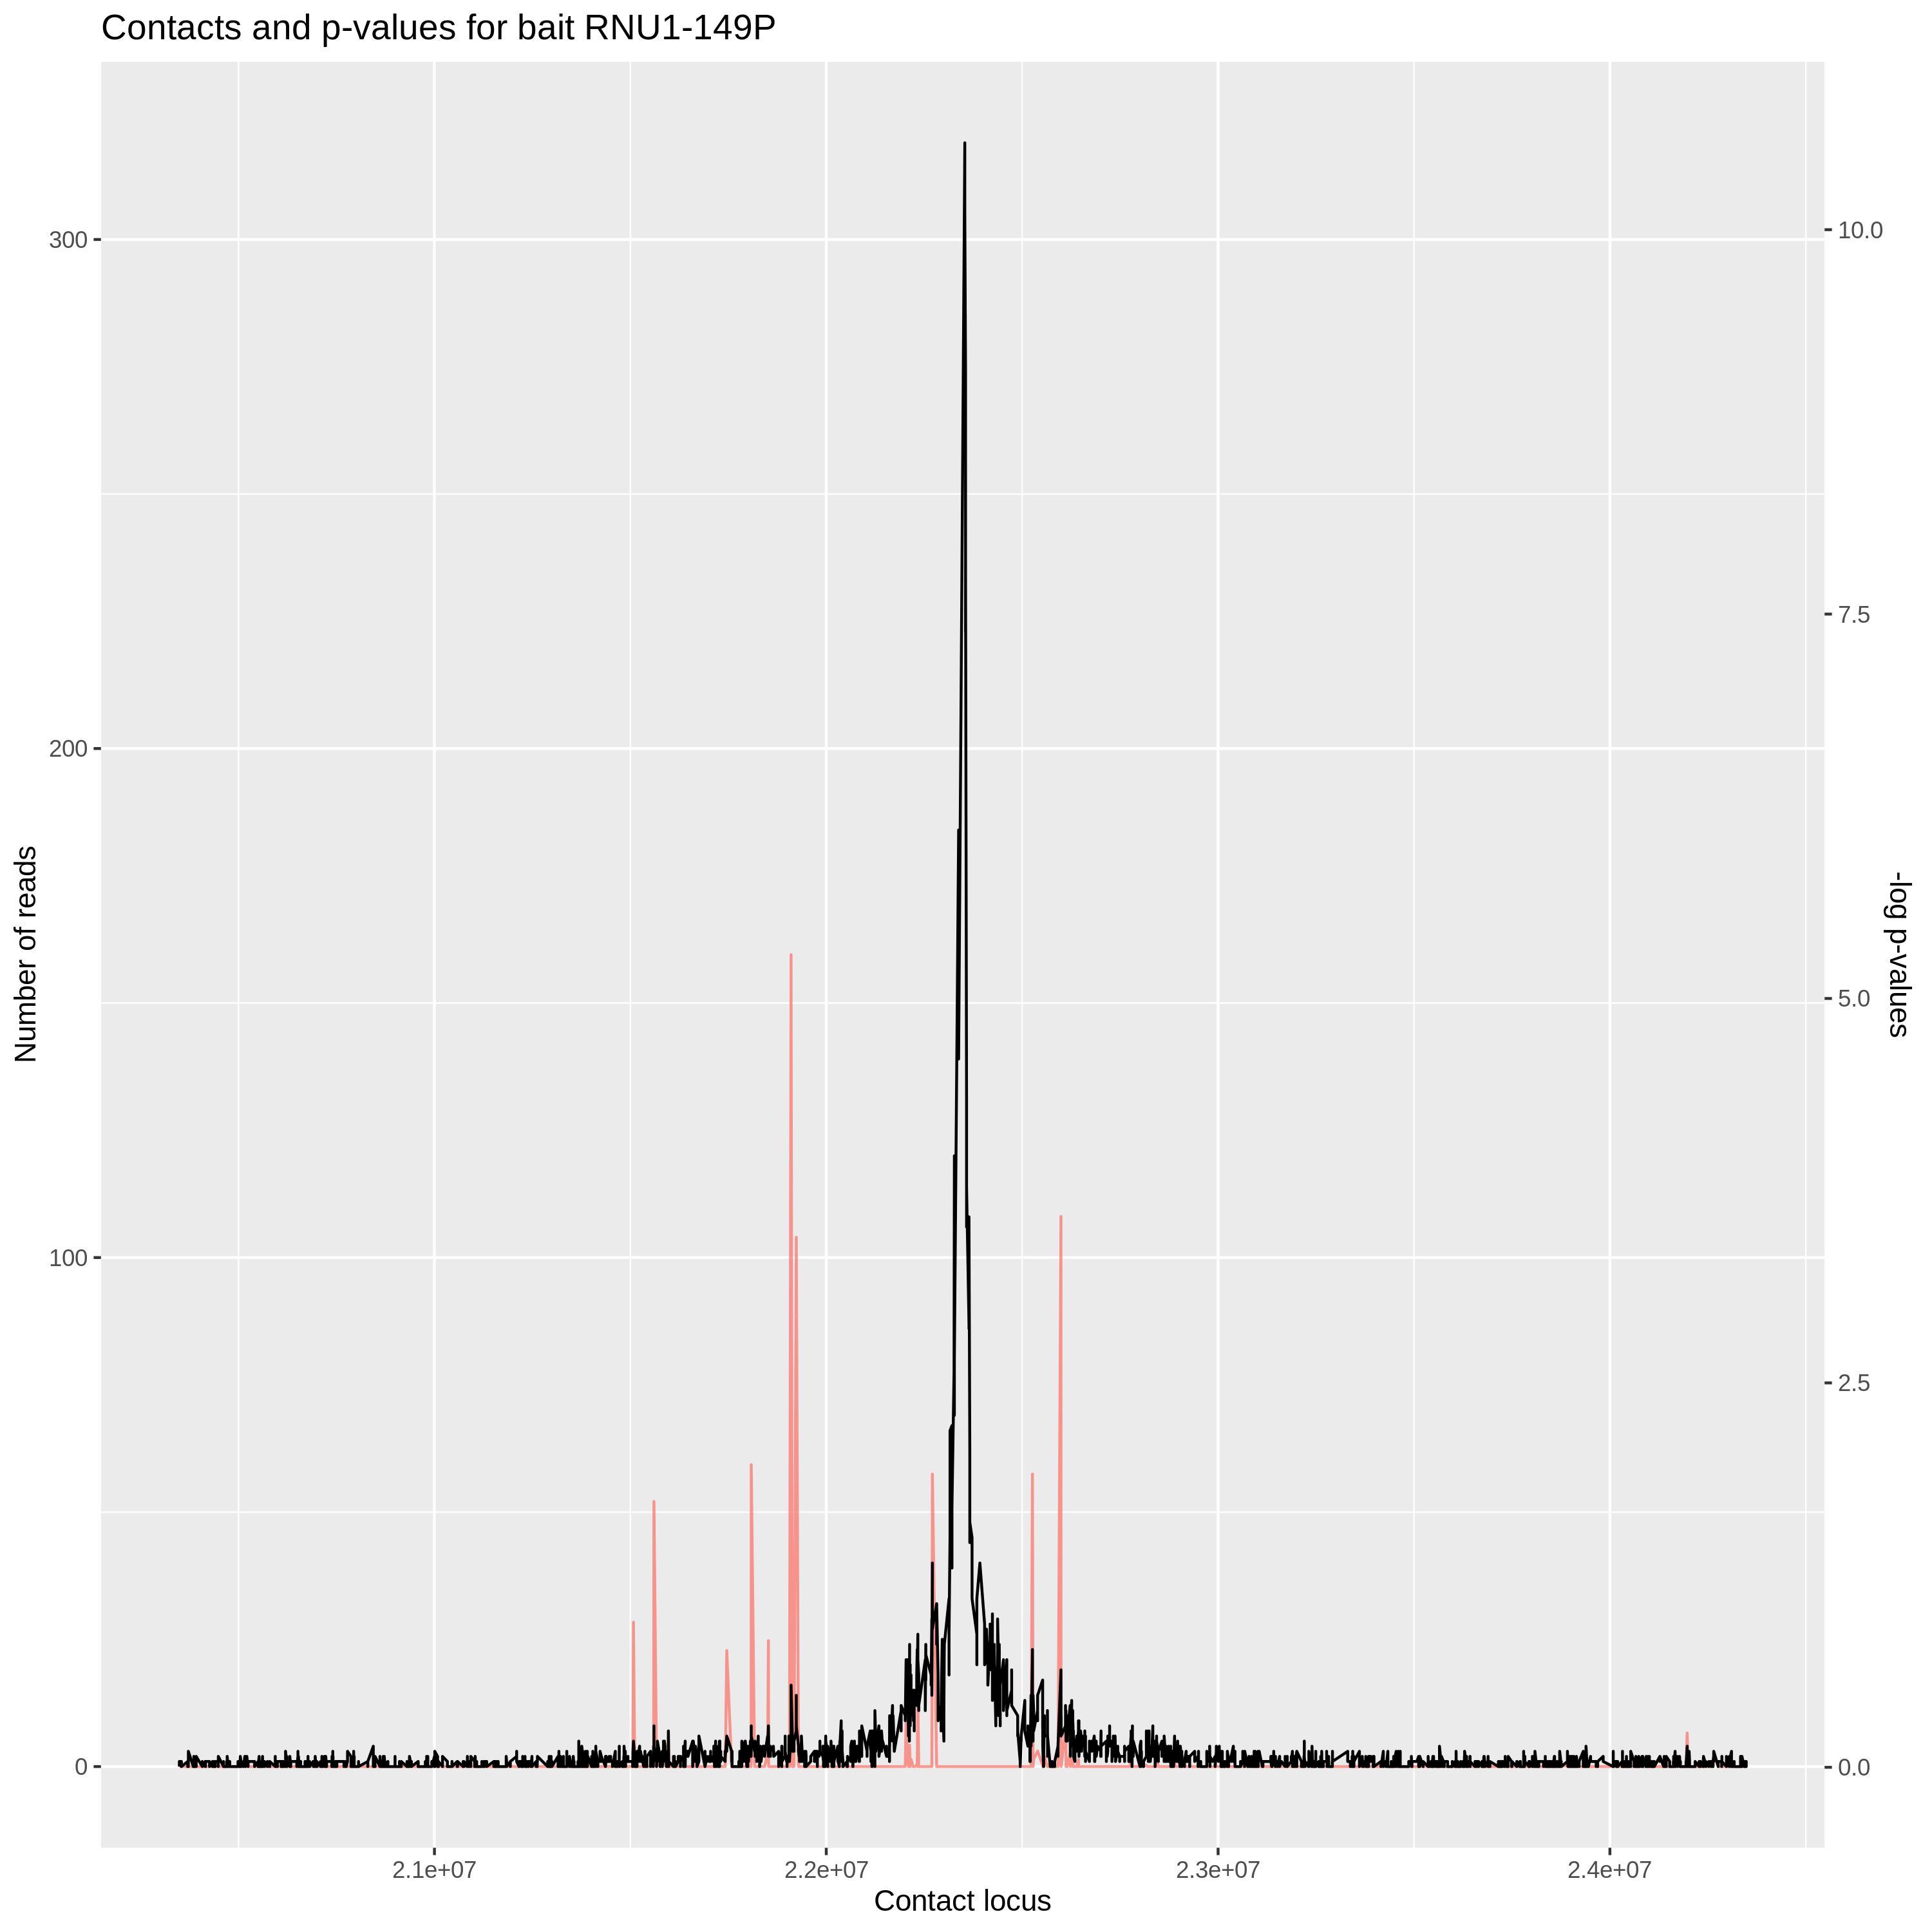 Contacts and p-values for bait RNU1-149P
300
200
100
0
Number of reads
10.0
7.5
5.0
2.5
0.0
-log p-values
2.1e+07
2.2e+07
2.3e+07
2.4e+07
Contact locus